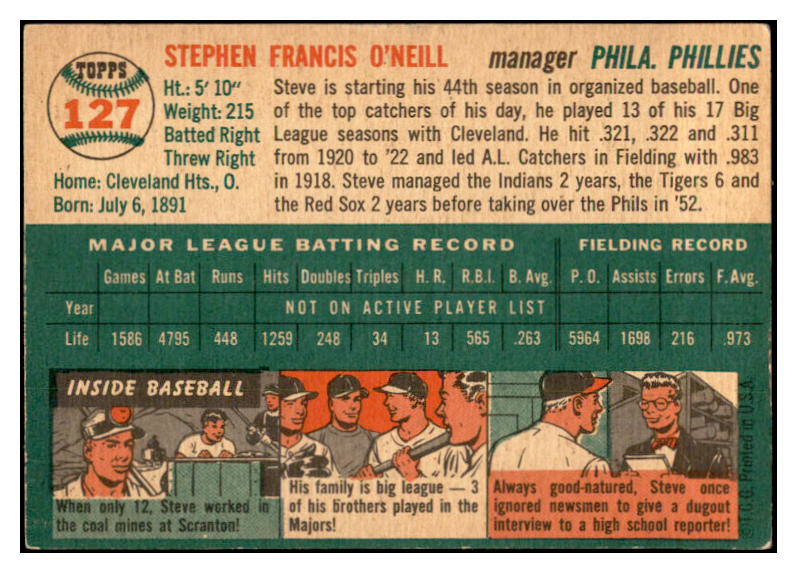 TOPPS
127
STEPHEN FRANCIS O'NEILL manager PHILA. PHILLIES
Ht.: 5' 10"
Weight: 215
Batted Right
Threw Right
Home: Cleveland Hts., O.
Born: July 6, 1891
Steve is starting his 44th season in organized baseball. One
of the top catchers of his day, he played 13 of his 17 Big
League seasons with Cleveland. He hit .321, .322 and .311
from 1920 to '22 and led A.L. Catchers in Fielding with .983
in 1918. Steve managed the Indians 2 years, the Tigers 6 and
the Red Sox 2 years before taking over the Phils in '52.
MAJOR LEAGUE BATTING RECORD FIELDING RECORD
Games At Bat Runs Hits Doubles Triples H. R. R.B.I. B. Avg. P. O. Assists Errors F. Avg.
Year NOT ON ACTIVE PLAYER LIST
Life 1586 4795 448 1259 248 34 13 565 .263 5964 1698 216 .973
INSIDE BASEBALL
When only 12, Steve worked in
the coal mines at Scranton!
His family is big league — 3
of his brothers played in the
Majors!
Always good-natured, Steve once
ignored newsmen to give a dugout
interview to a high school reporter!
© T.C.G. Printed in U.S.A.